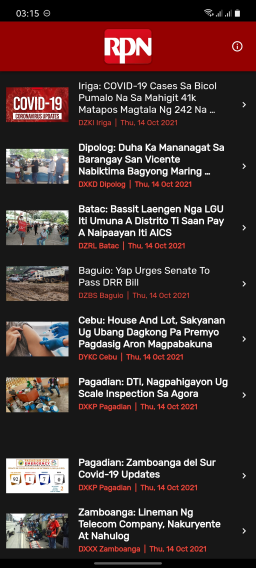 03:15
RPN
COVID-19
CORONAVIRUS UPDATES
Iriga: COVID-19 Cases Sa Bicol
Pumalo Na Sa Mahigit 41k
Matapos Magtala Ng 242 Na ...
DZKI Iriga | Thu, 14 Oct 2021
Dipolog: Duha Ka Mananagat Sa
Barangay San Vicente
Nabiktima Bagyong Maring ...
DXKD Dipolog | Thu, 14 Oct 2021
Batac: Bassit Laengen Nga LGU
Iti Umuna A Distrito Ti Saan Pay
A Naipaayan Iti AICS
DZRL Batac | Thu, 14 Oct 2021
Baguio: Yap Urges Senate To
Pass DRR Bill
DZBS Baguio | Thu, 14 Oct 2021
Cebu: House And Lot, Sakyanan
Ug Ubang Dagkong Pa Premyo
Pagdasig Aron Magpabakuna
DYKC Cebu | Thu, 14 Oct 2021
Pagadian: DTI, Nagpahigayon Ug
Scale Inspection Sa Agora
DXKP Pagadian | Thu, 14 Oct 2021
Pagadian: Zamboanga del Sur
Covid-19 Updates
DXKP Pagadian | Thu, 14 Oct 2021
Zamboanga: Lineman Ng
Telecom Company, Nakuryente
At Nahulog
DXXX Zamboanga | Thu, 14 Oct 2021